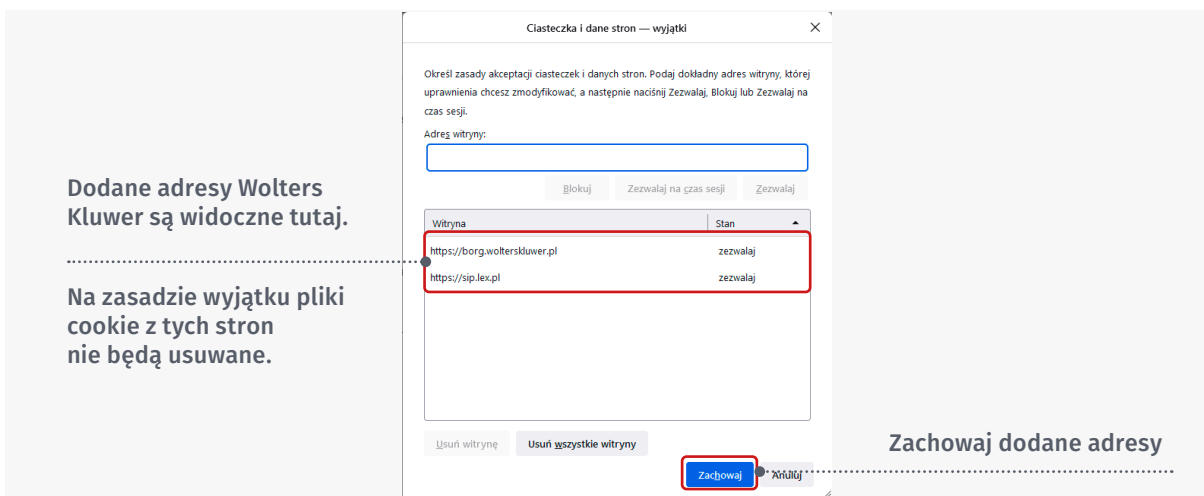 Ciasteczka i dane stron — wyjątki
Określ zasady akceptacji ciasteczek i danych stron. Podaj dokładny adres witryny, której
uprawnienia chcesz zmodyfikować, a następnie naciśnij Zezwalaj, Blokuj lub Zezwalaj na
czas sesji.
Adres witryny:
Blokuj Zezwalaj na czas sesji Zezwalaj
Dodane adresy Wolters
Kluwer są widoczne tutaj.
Na zasadzie wyjątku pliki
cookie z tych stron
nie będą usuwane.
Witryna Stan
https://borg.wolterskluwer.pl zezwalaj
https://sip.lex.pl zezwalaj
Usuń witrynę Usuń wszystkie witryny
Zachowaj Anuluj
Zachowaj dodane adresy